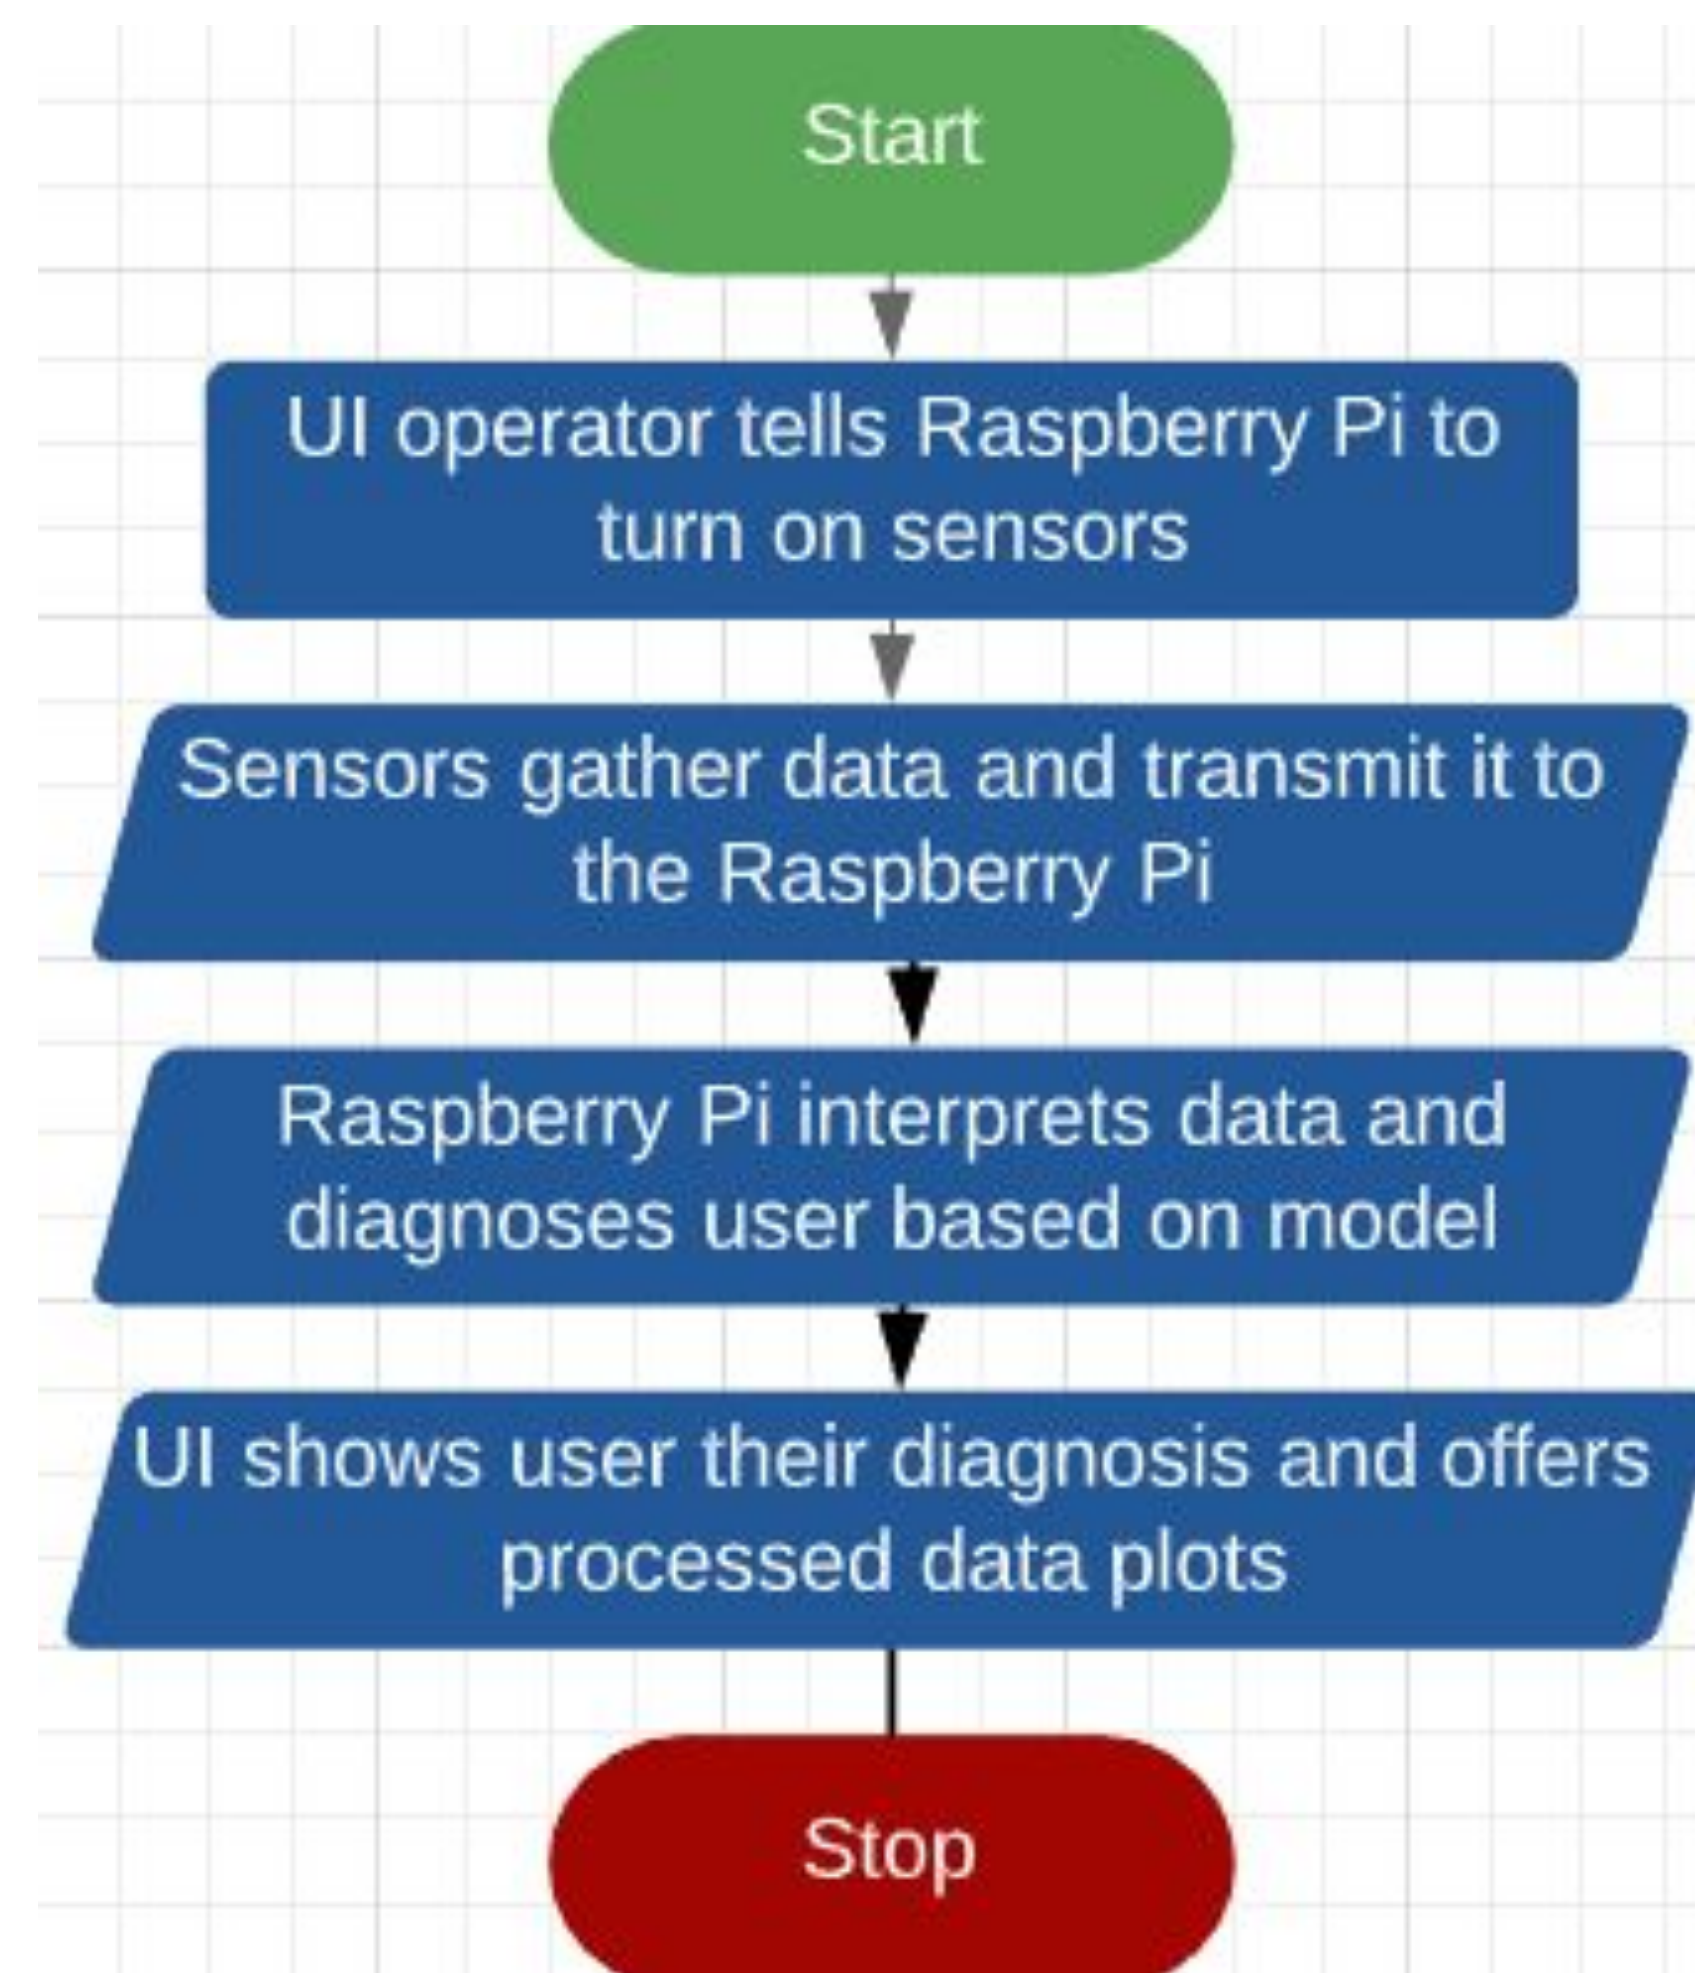 Start
UI operator tells Raspberry Pi to
turn on sensors
Sensors gather data and transmit it to
the Raspberry Pi
Raspberry Pi interprets data and
diagnoses user based on model
UI shows user their diagnosis and offers
processed data plots
Stop